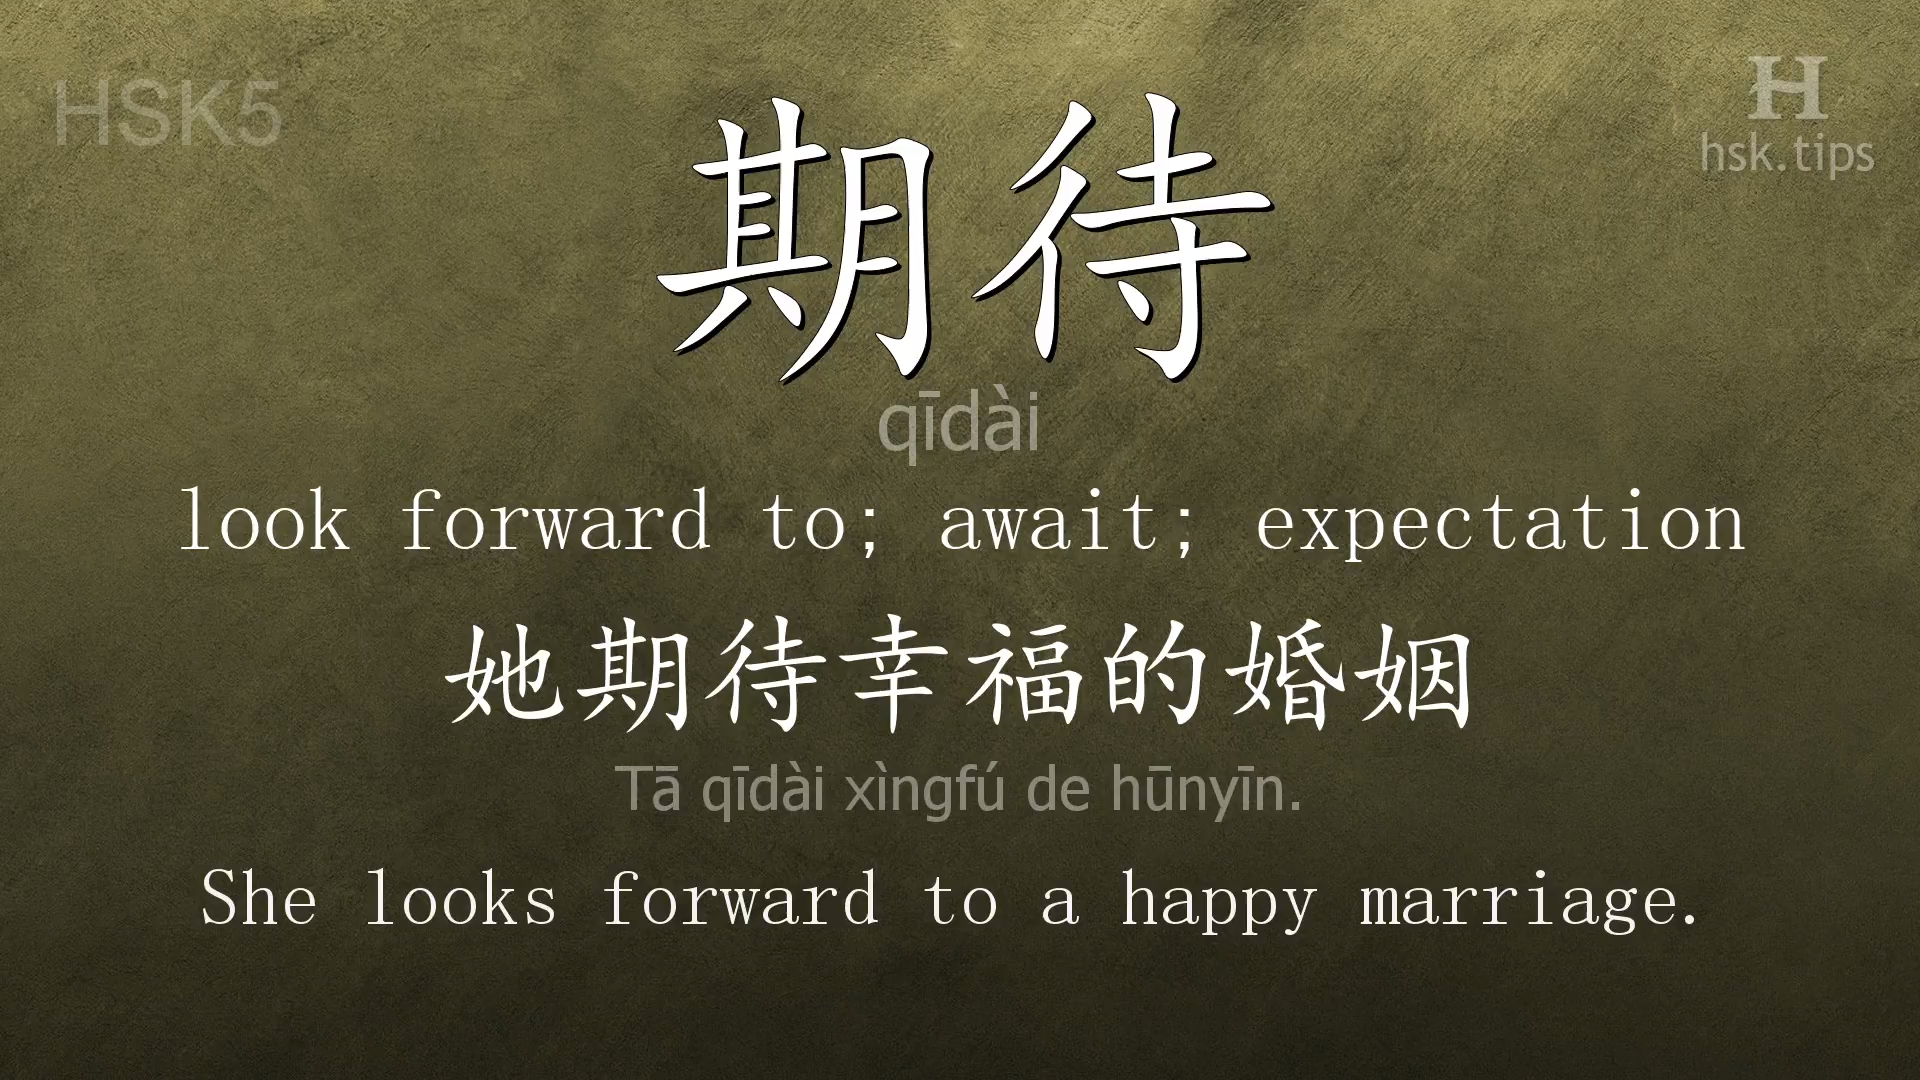 HSK5
H
hsk.tips
期待
qīdài
look forward to; await; expectation
她期待幸福的婚姻
Tā qīdài xìngfú de hūnyīn.
She looks forward to a happy marriage.